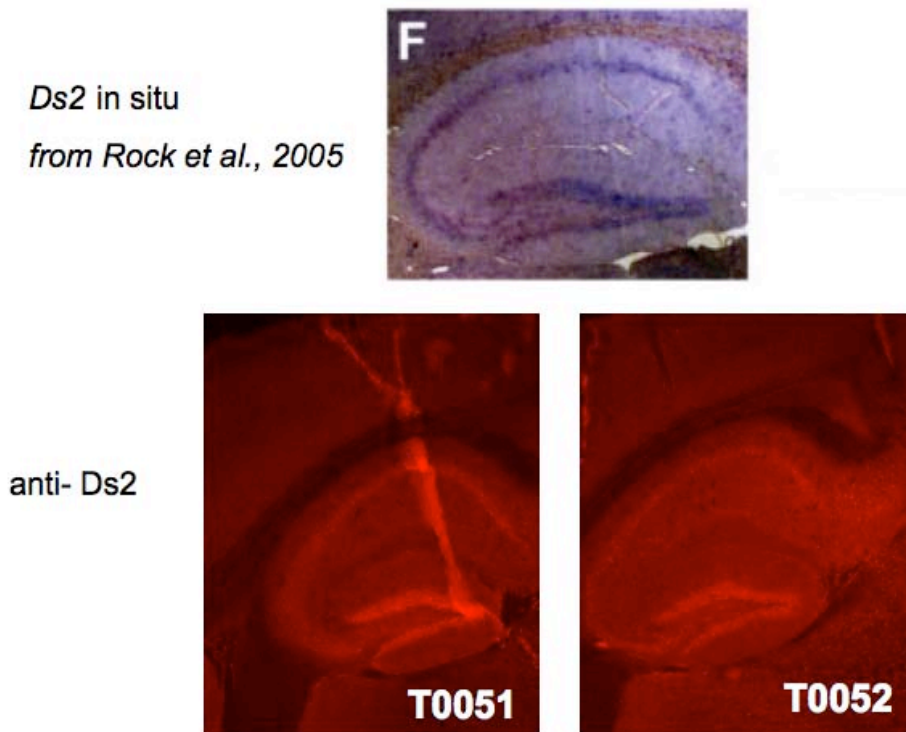 F
Ds2 in situ
from Rock et al., 2005
anti- Ds2
T0051
T0052